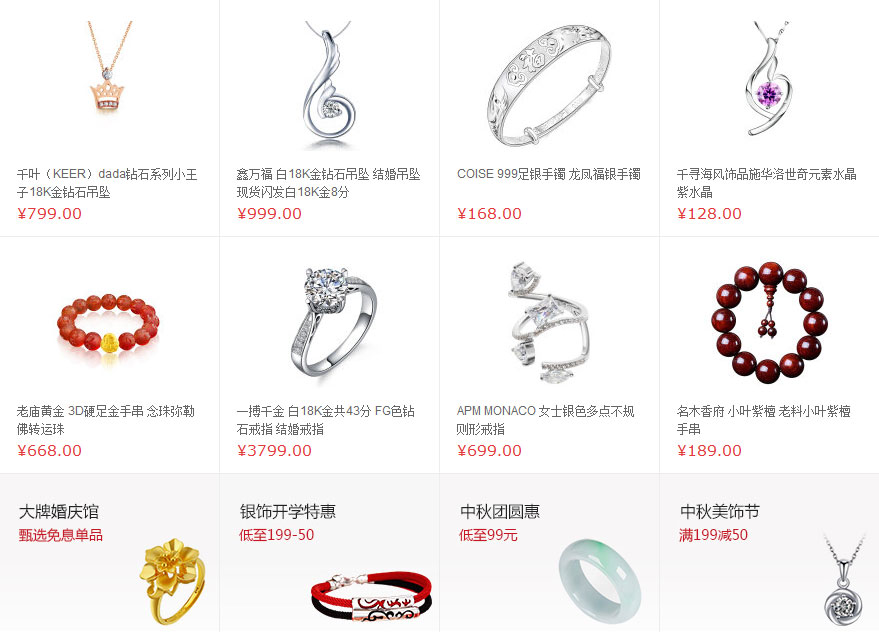 千叶（KEER）dada钻石系列小王
子18K金钻石吊坠
¥799.00
鑫万福 白18K金钻石吊坠 结婚吊坠
现货闪发白18K金8分
¥999.00
COISE 999足银手镯 龙凤福银手镯
¥168.00
千寻海风饰品施华洛世奇元素水晶
紫水晶
¥128.00
老庙黄金 3D硬足金手串 念珠弥勒
佛转运珠
¥668.00
一搏千金 白18K金共43分 FG色钻
石戒指 结婚戒指
¥3799.00
APM MONACO 女士银色多点不规
则形戒指
¥699.00
名木香府 小叶紫檀 老料小叶紫檀
手串
¥189.00
大牌婚庆馆
甄选免息单品
银饰开学特惠
低至199-50
中秋团圆惠
低至99元
中秋美饰节
满199减50